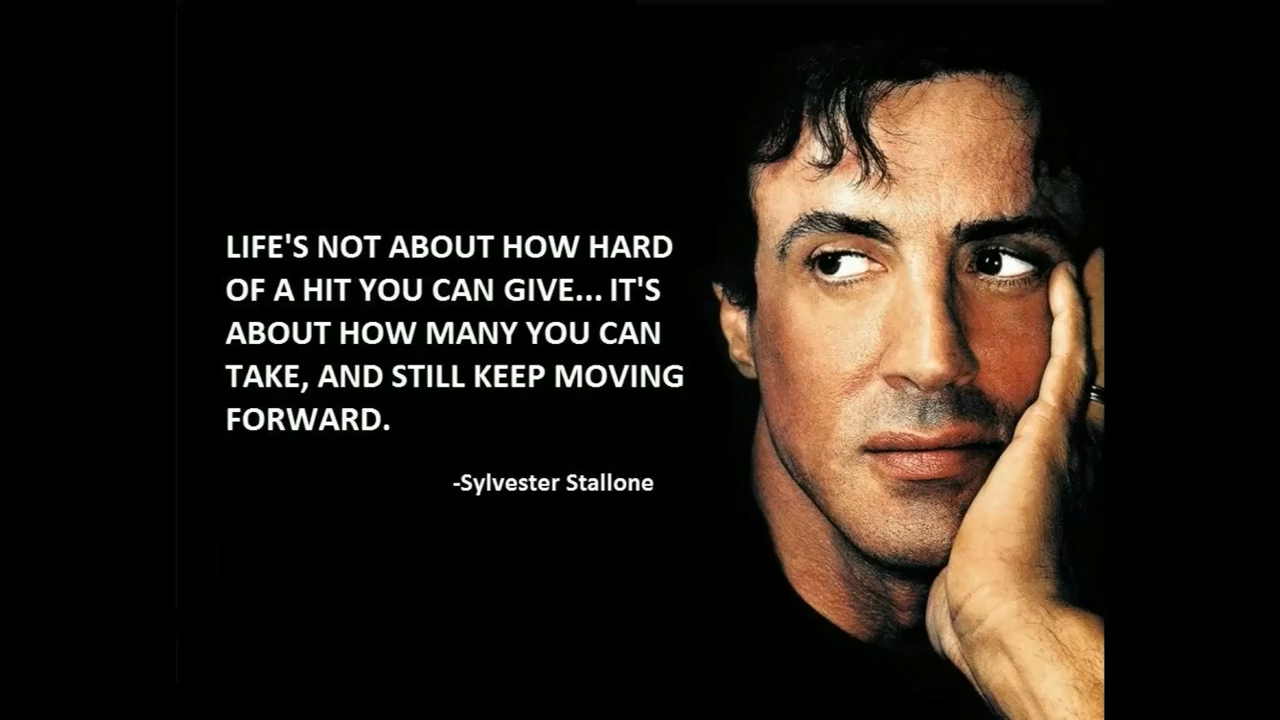 LIFE'S NOT ABOUT HOW HARD
OF A HIT YOU CAN GIVE... IT'S
ABOUT HOW MANY YOU CAN
TAKE, AND STILL KEEP MOVING
FORWARD.
-Sylvester Stallone